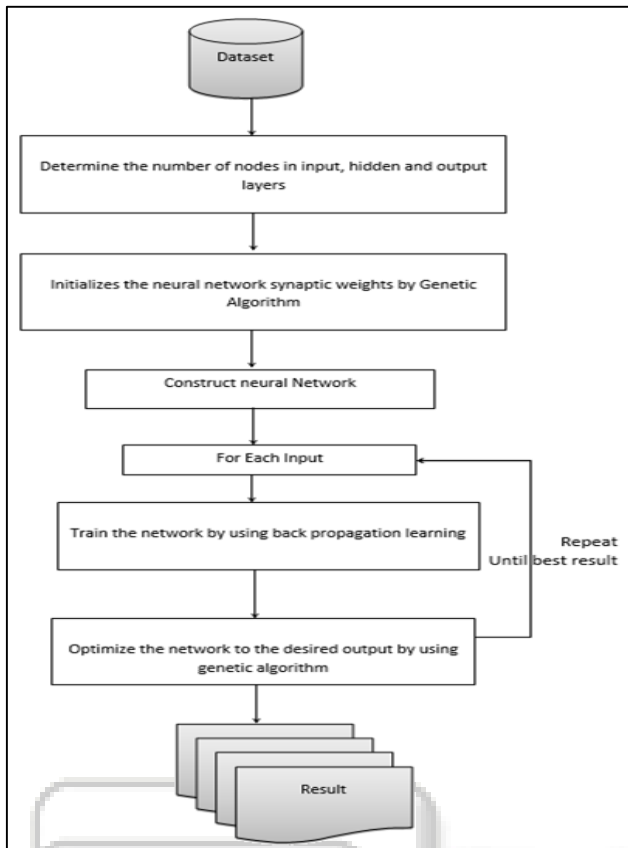 Dataset
Determine the number of nodes in input, hidden and output
layers
Initializes the neural network synaptic weights by Genetic
Algorithm
Construct neural Network
For Each Input
Train the network by using back propagation learning
Repeat
Until best result
Optimize the network to the desired output by using
genetic algorithm
Result